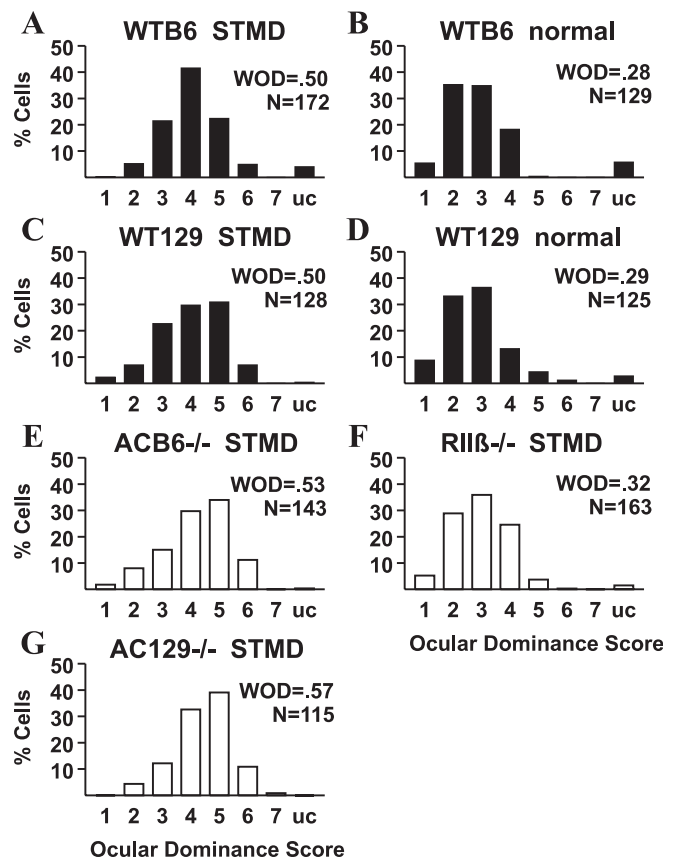 A WTB6 STMD
50
40
30
20
10
% Cells
WOD=.50
N=172
1 2 3 4 5 6 7 uc
B WTB6 normal
50
40
30
20
10
WOD=.28
N=129
1 2 3 4 5 6 7 uc
C WT129 STMD
50
40
30
20
10
% Cells
WOD=.50
N=128
1 2 3 4 5 6 7 uc
D WT129 normal
50
40
30
20
10
WOD=.29
N=125
1 2 3 4 5 6 7 uc
E ACB6-/- STMD
50
40
30
20
10
% Cells
WOD=.53
N=143
1 2 3 4 5 6 7 uc
F RIIß-/- STMD
50
40
30
20
10
WOD=.32
N=163
1 2 3 4 5 6 7 uc
Ocular Dominance Score
G AC129-/- STMD
50
40
30
20
10
% Cells
WOD=.57
N=115
1 2 3 4 5 6 7 uc
Ocular Dominance Score